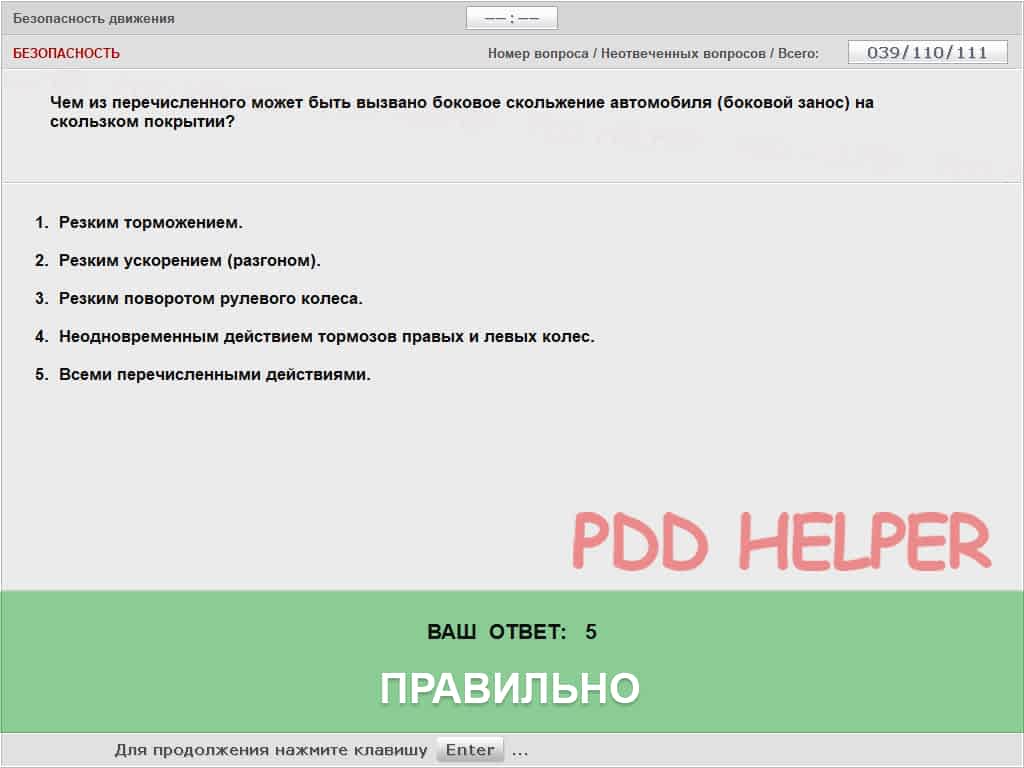 Безопасность движения
––:––
БЕЗОПАСНОСТЬ
Номер вопроса / Неотвеченных вопросов / Всего:
039/110/111
Чем из перечисленного может быть вызвано боковое скольжение автомобиля (боковой занос) на
скользком покрытии?
1. Резким торможением.
2. Резким ускорением (разгоном).
3. Резким поворотом рулевого колеса.
4. Неодновременным действием тормозов правых и левых колес.
5. Всеми перечисленными действиями.
PDD HELPER
ВАШ ОТВЕТ: 5
ПРАВИЛЬНО
Для продолжения нажмите клавишу Enter ...